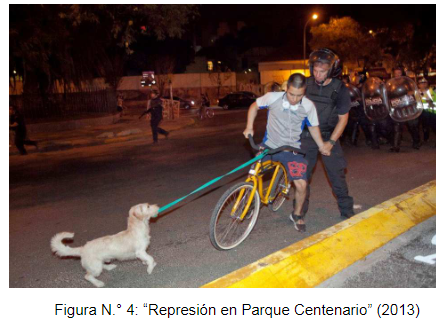 Figura N.° 4: “Represión en Parque Centenario” (2013)